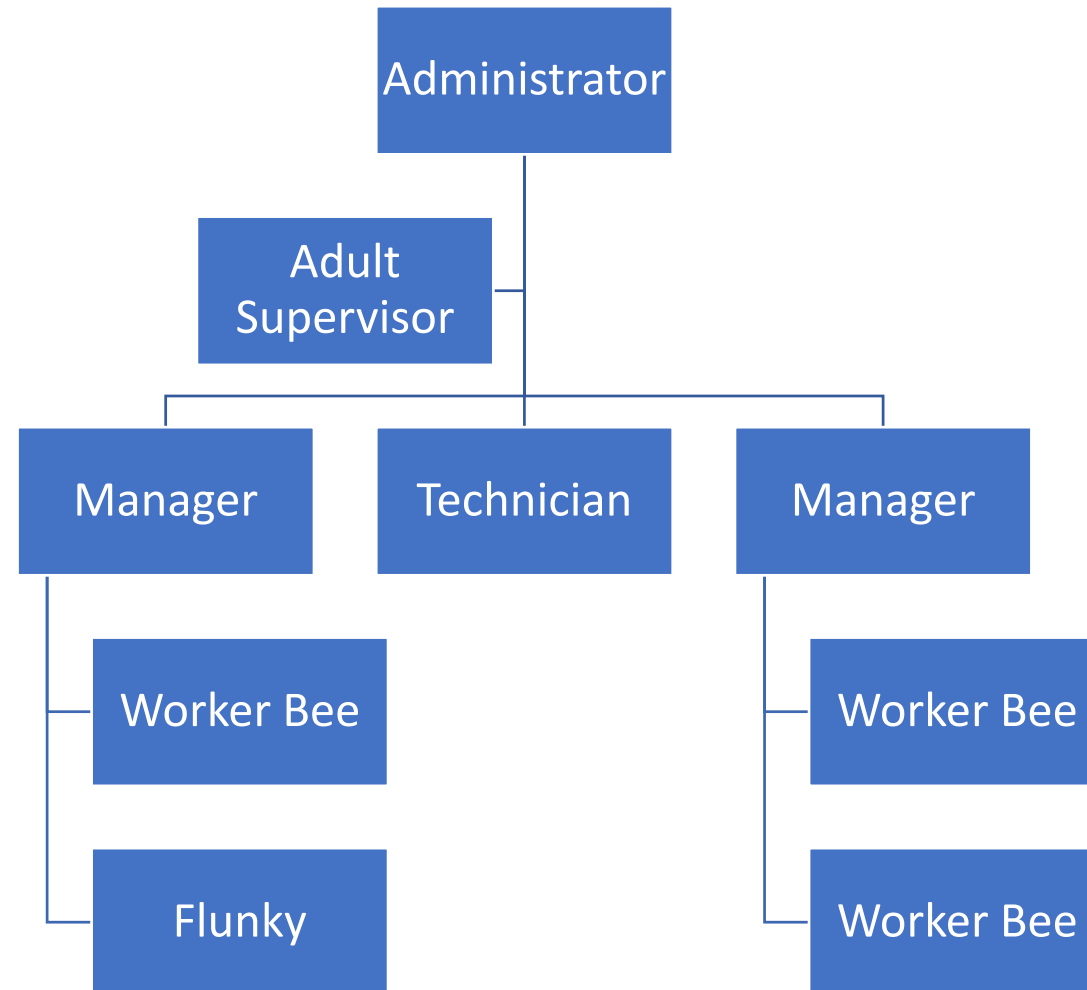 Administrator
Adult
Supervisor
Manager
Technician
Manager
Worker Bee
Worker Bee
Flunky
Worker Bee